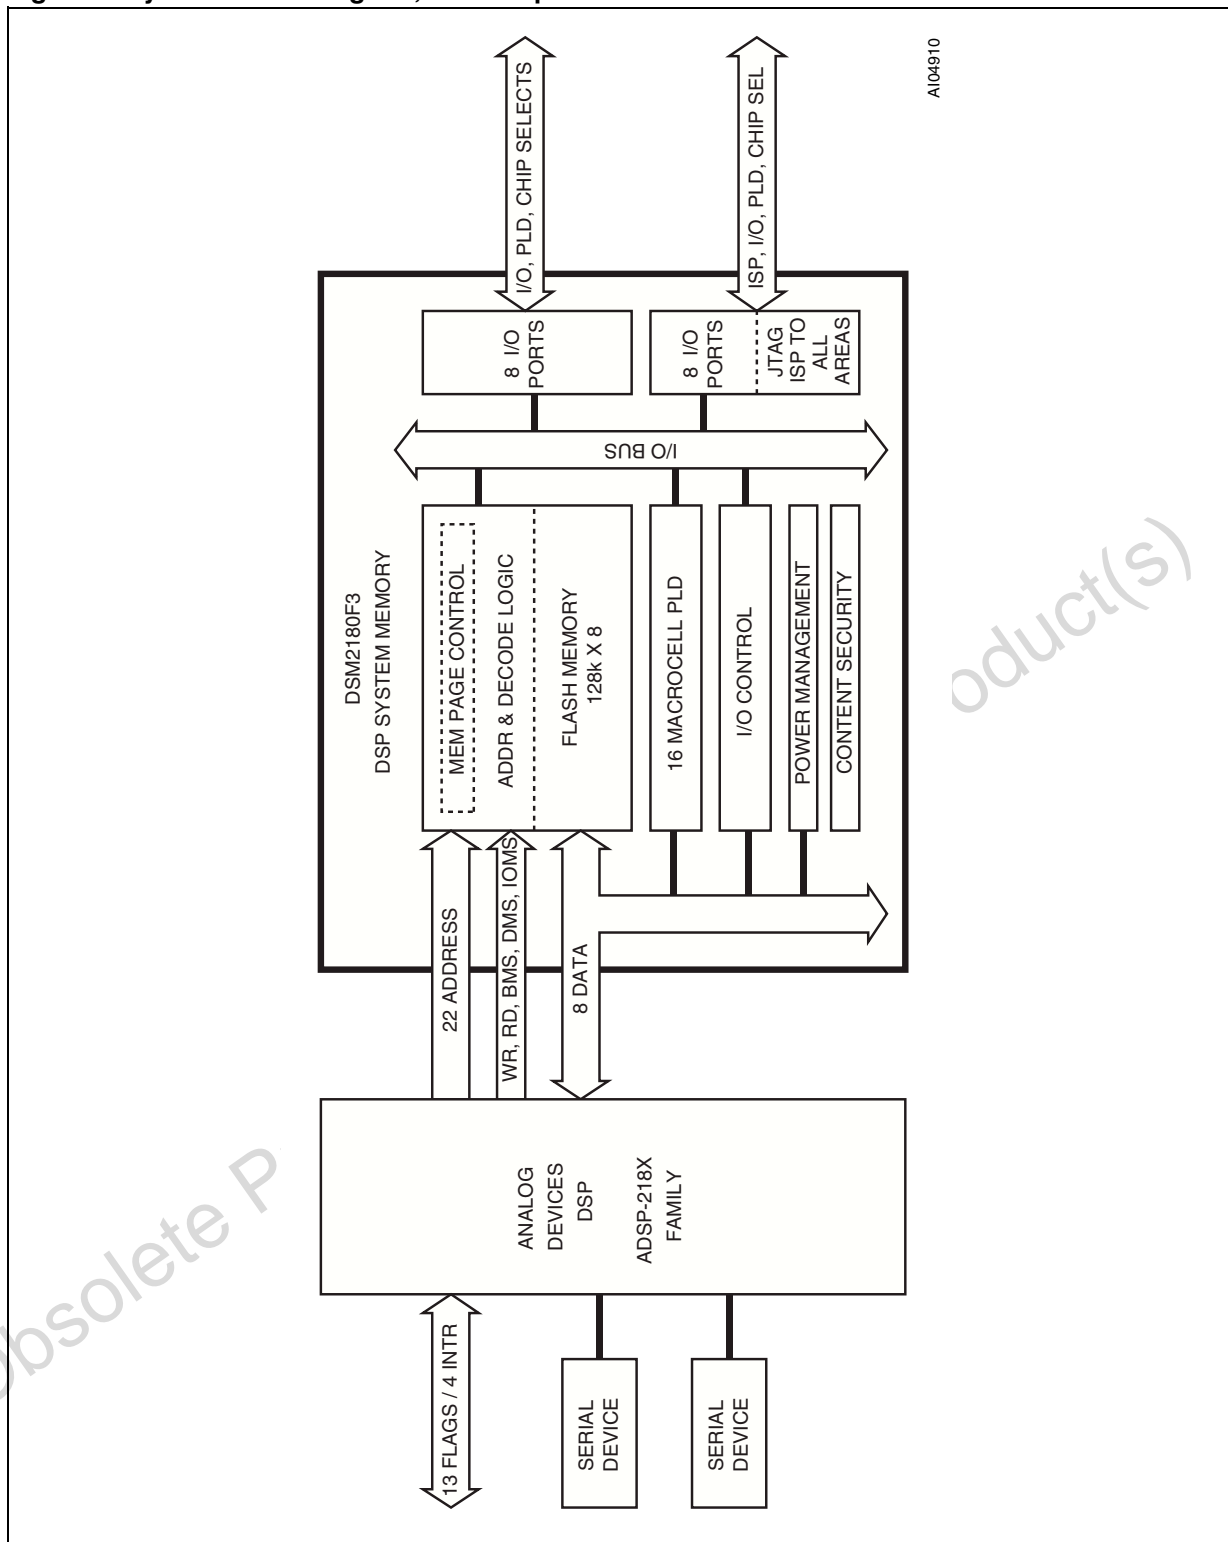 AI04910
I/O, PLD, CHIP SELECTS
ISP, I/O, PLD, CHIP SEL
8 I/O
PORTS
8 I/O
PORTS
JTAG
ISP TO
ALL
AREAS
I/O BUS
DSM2180F3
DSP SYSTEM MEMORY
MEM PAGE CONTROL
ADDR & DECODE LOGIC
FLASH MEMORY
128k X 8
16 MACROCELL PLD
I/O CONTROL
POWER MANAGEMENT
CONTENT SECURITY
22 ADDRESS
WR, RD, BMS, DMS, IOMS
8 DATA
ANALOG
DEVICES
DSP
ADSP-218X
FAMILY
13 FLAGS / 4 INTR
SERIAL
DEVICE
SERIAL
DEVICE